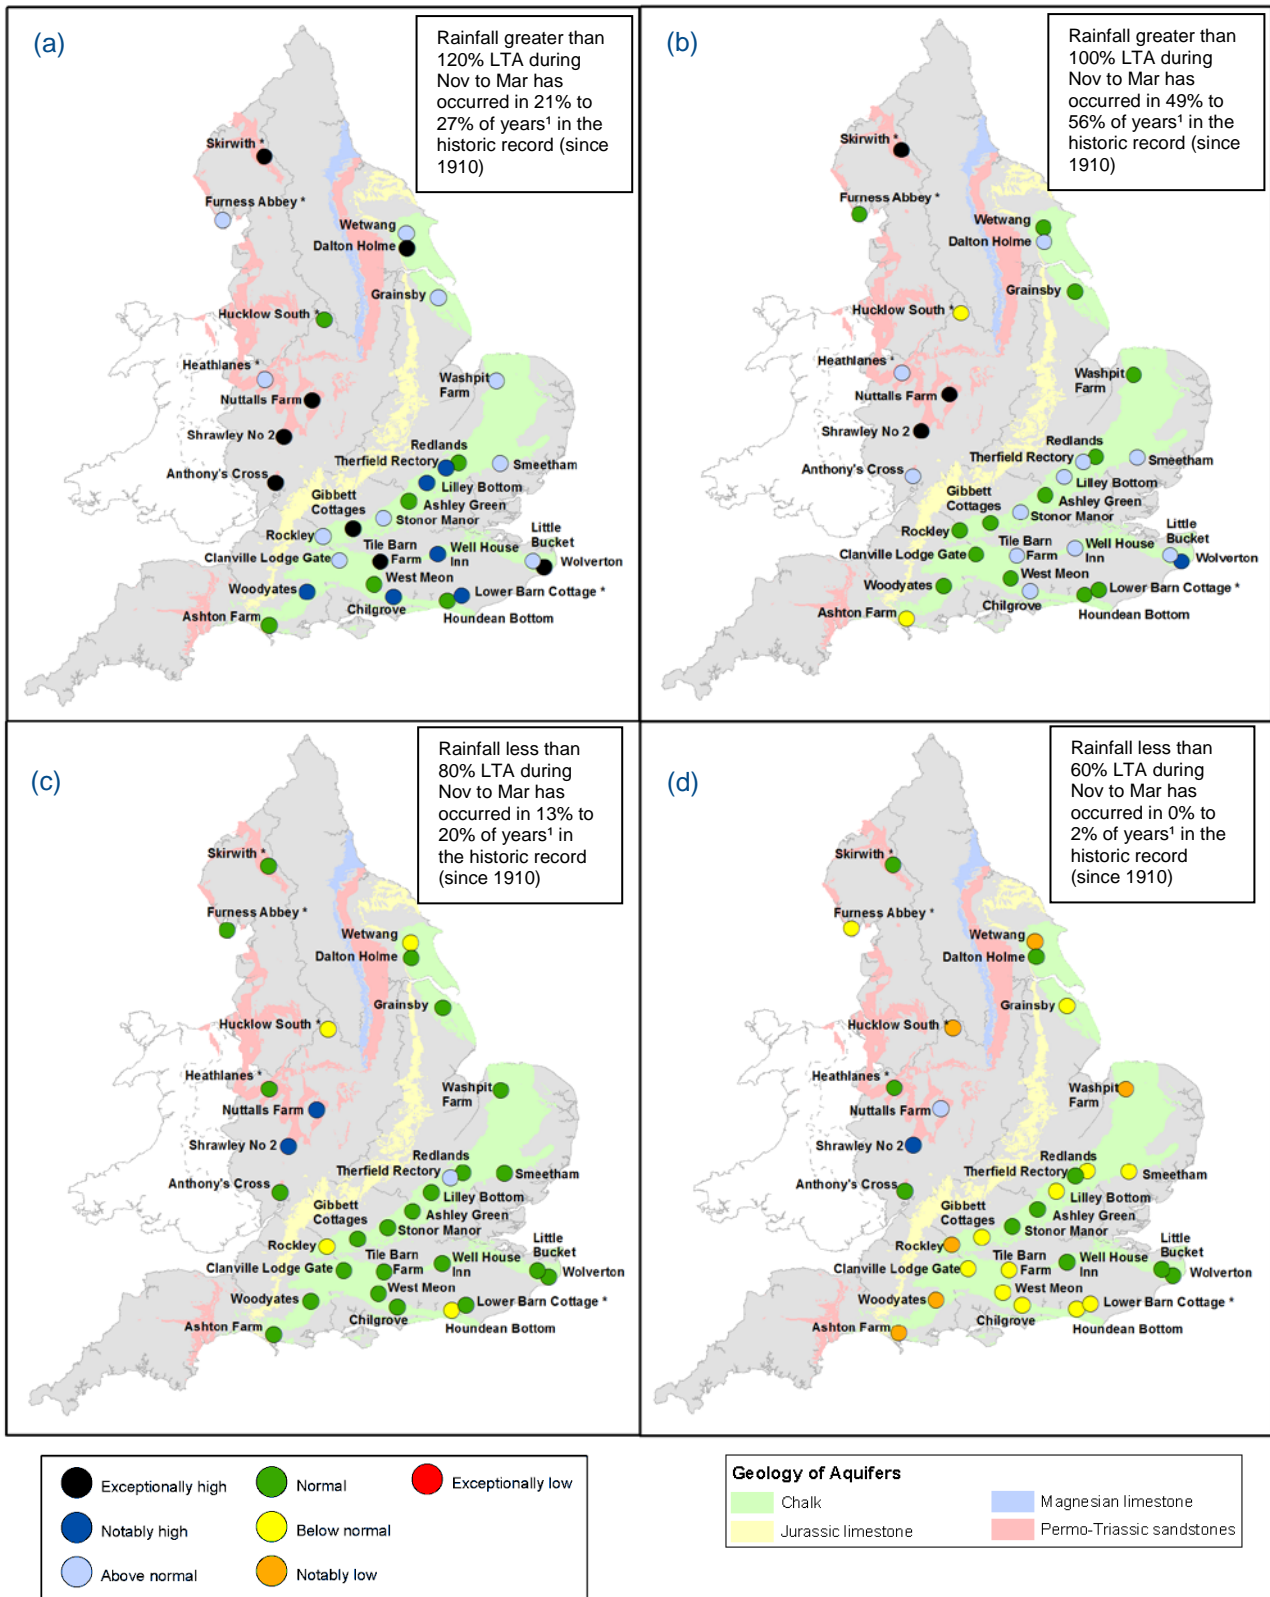 (a)
Rainfall greater than
120% LTA during
Nov to Mar has
occurred in 21% to
27% of years¹ in the
historic record (since
1910)
Skirwith *
Furness Abbey *
Wetwang
Dalton Holme
Grainsby
Hucklow South *
Heathlanes *
Washpit
Farm
Nuttalls Farm
Shrawley No 2
Redlands
Therfield Rectory
Smeetham
Anthony's Cross
Lilley Bottom
Gibbett
Cottages
Ashley Green
Stonor Manor
Rockley
Little
Bucket
Tile Barn
Farm
Well House
Inn
Clanville Lodge Gate
Wolverton
West Meon
Woodyates
Lower Barn Cottage *
Chilgrove
Ashton Farm
Houndean Bottom
(b)
Rainfall greater than
100% LTA during
Nov to Mar has
occurred in 49% to
56% of years¹ in the
historic record (since
1910)
Skirwith *
Furness Abbey *
Wetwang
Dalton Holme
Grainsby
Hucklow South *
Heathlanes *
Washpit
Farm
Nuttalls Farm
Shrawley No 2
Redlands
Therfield Rectory
Smeetham
Anthony's Cross
Lilley Bottom
Gibbett
Cottages
Ashley Green
Stonor Manor
Rockley
Little
Bucket
Tile Barn
Farm
Well House
Inn
Clanville Lodge Gate
Wolverton
West Meon
Woodyates
Lower Barn Cottage *
Chilgrove
Ashton Farm
Houndean Bottom
(c)
Rainfall less than
80% LTA during
Nov to Mar has
occurred in 13% to
20% of years¹ in
the historic record
(since 1910)
Skirwith *
Furness Abbey *
Wetwang
Dalton Holme
Grainsby
Hucklow South *
Heathlanes *
Washpit
Farm
Nuttalls Farm
Shrawley No 2
Redlands
Therfield Rectory
Smeetham
Anthony's Cross
Lilley Bottom
Gibbett
Cottages
Ashley Green
Stonor Manor
Rockley
Little
Bucket
Tile Barn
Farm
Well House
Inn
Clanville Lodge Gate
Wolverton
West Meon
Woodyates
Lower Barn Cottage *
Chilgrove
Ashton Farm
Houndean Bottom
(d)
Rainfall less than
60% LTA during
Nov to Mar has
occurred in 0% to
2% of years¹ in the
historic record
(since 1910)
Skirwith *
Furness Abbey *
Wetwang
Dalton Holme
Grainsby
Hucklow South *
Heathlanes *
Washpit
Farm
Nuttalls Farm
Shrawley No 2
Redlands
Therfield Rectory
Smeetham
Anthony's Cross
Lilley Bottom
Gibbett
Cottages
Ashley Green
Stonor Manor
Rockley
Little
Bucket
Tile Barn
Farm
Well House
Inn
Clanville Lodge Gate
Wolverton
West Meon
Woodyates
Lower Barn Cottage *
Chilgrove
Ashton Farm
Houndean Bottom
Exceptionally high
Normal
Exceptionally low
Notably high
Below normal
Above normal
Notably low
Geology of Aquifers
Chalk
Magnesian limestone
Jurassic limestone
Permo-Triassic sandstones